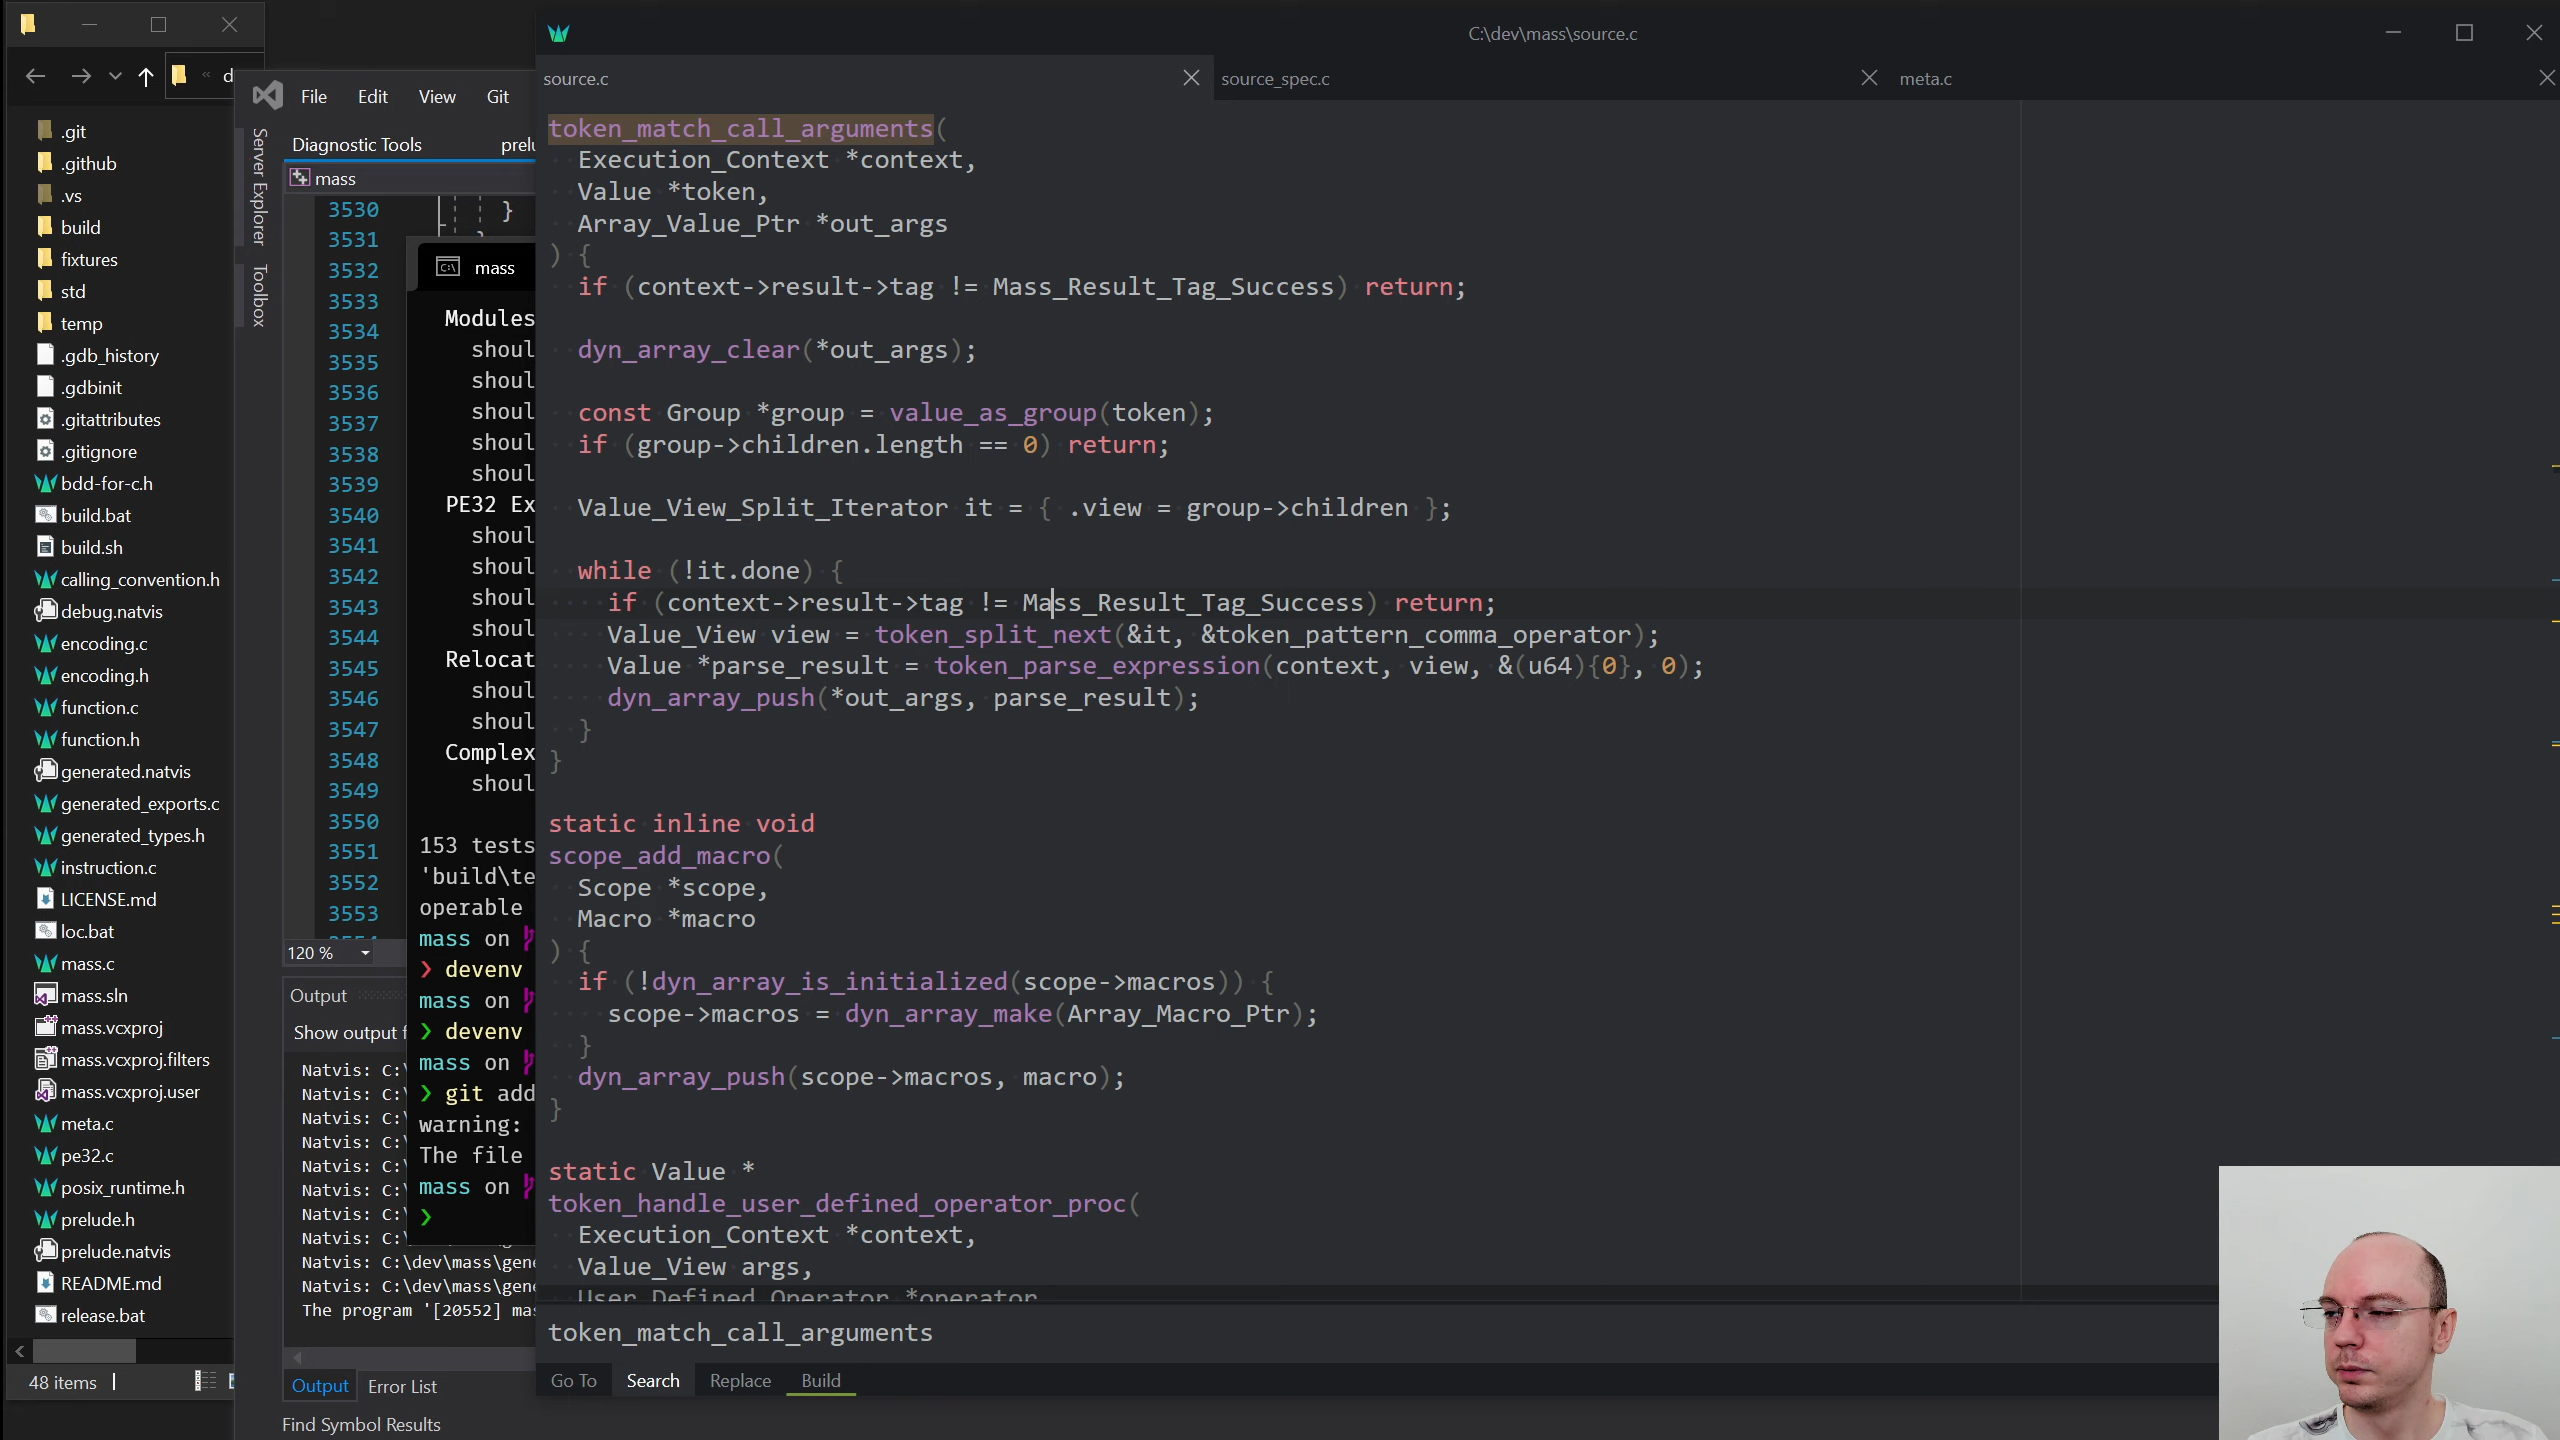 d
.git
.github
.vs
build
fixtures
std
temp
.gdb_history
.gdbinit
.gitattributes
.gitignore
bdd-for-c.h
build.bat
build.sh
calling_convention.h
debug.natvis
encoding.c
encoding.h
function.c
function.h
generated.natvis
generated_exports.c
generated_types.h
instruction.c
LICENSE.md
loc.bat
mass.c
mass.sln
mass.vcxproj
mass.vcxproj.filters
mass.vcxproj.user
meta.c
pe32.c
posix_runtime.h
prelude.h
prelude.natvis
README.md
release.bat
48 items
File Edit View Git
Server Explorer
Toolbox
Diagnostic Tools prelu
mass
3530 }
3531
3532
3533
3534
3535
3536
3537
3538
3539
3540
3541
3542
3543
3544
3545
3546
3547
3548
3549
3550
3551
3552
3553
120 %
Output
Show output f
Natvis: C:\
Natvis: C:\
Natvis: C:\
Natvis: C:\
Natvis: C:\
Natvis: C:\
Natvis: C:\
Natvis: C:\
Natvis: C:\dev\mass\gene
Natvis: C:\dev\mass\gene
The program '[20552] mas
Output Error List
Find Symbol Results
mass
Modules
shoul
shoul
shoul
shoul
shoul
PE32 Ex
shoul
shoul
shoul
shoul
Relocat
shoul
shoul
Complex
shoul
153 tests
'build\te
operable
mass on
❯ devenv
mass on
❯ devenv
mass on
❯ git add
warning:
The file
mass on
❯
C:\dev\mass\source.c
source.c source_spec.c meta.c
token_match_call_arguments(
Execution_Context *context,
Value *token,
Array_Value_Ptr *out_args
) {
if (context->result->tag != Mass_Result_Tag_Success) return;
dyn_array_clear(*out_args);
const Group *group = value_as_group(token);
if (group->children.length == 0) return;
Value_View_Split_Iterator it = { .view = group->children };
while (!it.done) {
if (context->result->tag != Mass_Result_Tag_Success) return;
Value_View view = token_split_next(&it, &token_pattern_comma_operator);
Value *parse_result = token_parse_expression(context, view, &(u64){0}, 0);
dyn_array_push(*out_args, parse_result);
}
}
static inline void
scope_add_macro(
Scope *scope,
Macro *macro
) {
if (!dyn_array_is_initialized(scope->macros)) {
scope->macros = dyn_array_make(Array_Macro_Ptr);
}
dyn_array_push(scope->macros, macro);
}
static Value *
token_handle_user_defined_operator_proc(
Execution_Context *context,
Value_View args,
User_Defined_Operator *operator
token_match_call_arguments
Go To Search Replace Build